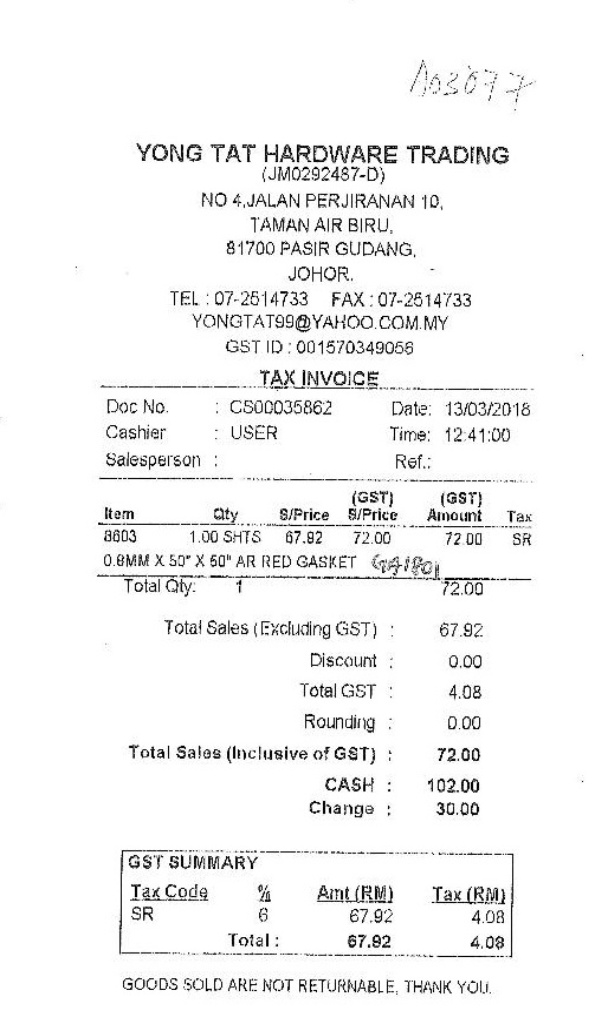 A03077
YONG TAT HARDWARE TRADING
(JM0292487-D)
NO 4,JALAN PERJIRANAN 10,
TAMAN AIR BIRU,
81700 PASIR GUDANG,
JOHOR.
TEL : 07-2514733 FAX : 07-2514733
YONGTAT99@YAHOO.COM.MY
GST ID : 001570349056
TAX INVOICE
Doc No. : CS00035862 Date: 13/03/2018
Cashier : USER Time: 12:41:00
Salesperson : Ref.:
(GST) (GST)
Item Qty S/Price S/Price Amount Tax
8603 1.00 SHTS 67.92 72.00 72.00 SR
0.8MM X 50" X 60" AR RED GASKET
Total Qty: 1 72.00
Total Sales (Excluding GST) : 67.92
Discount : 0.00
Total GST : 4.08
Rounding : 0.00
Total Sales (Inclusive of GST) : 72.00
CASH : 102.00
Change : 30.00
GST SUMMARY
Tax Code % Amt (RM) Tax (RM)
SR 6 67.92 4.08
Total : 67.92 4.08
GOODS SOLD ARE NOT RETURNABLE, THANK YOU.